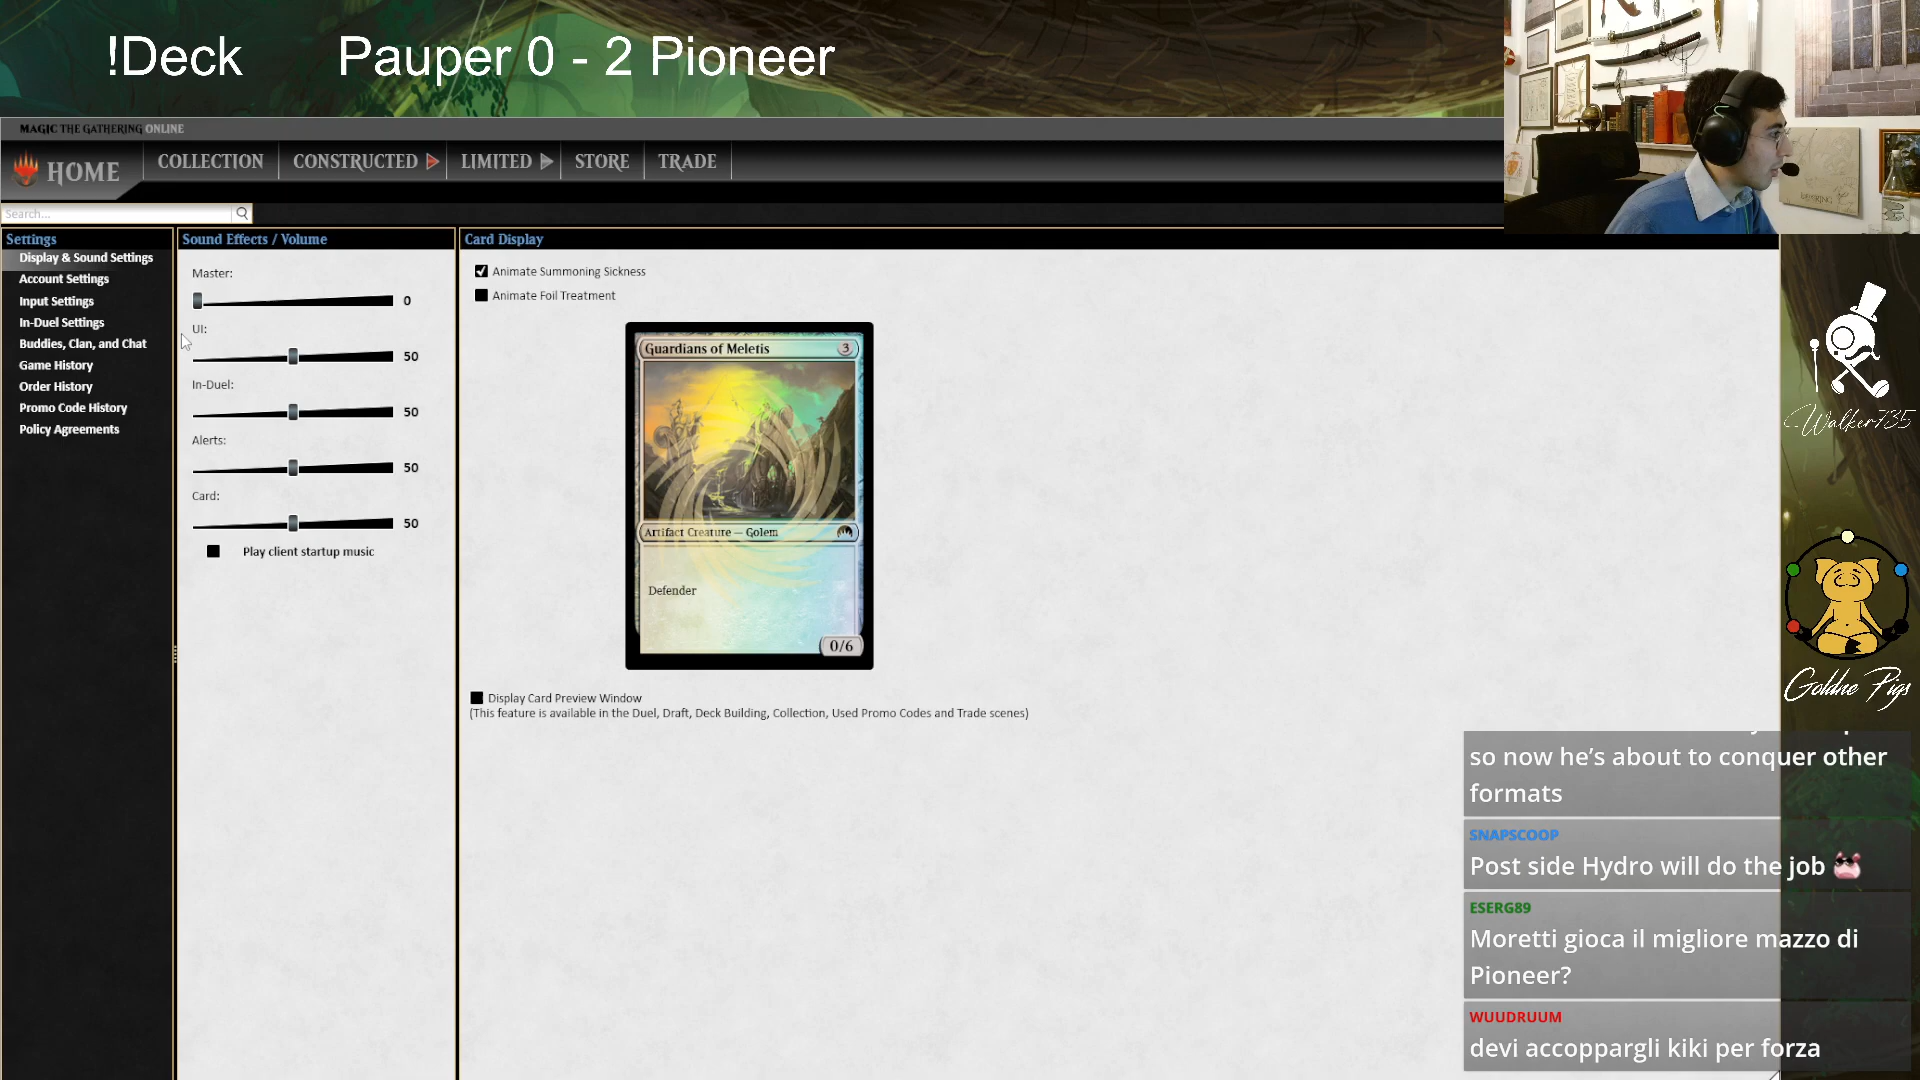 !Deck Pauper 0 - 2 Pioneer
MAGIC THE GATHERING ONLINE
HOME
COLLECTION
CONSTRUCTED
LIMITED
STORE
TRADE
Search...
Settings
Display & Sound Settings
Account Settings
Input Settings
In-Duel Settings
Buddies, Clan, and Chat
Game History
Order History
Promo Code History
Policy Agreements
Sound Effects / Volume
Master:
0
UI:
50
In-Duel:
50
Alerts:
50
Card:
50
Play client startup music
Card Display
Animate Summoning Sickness
Animate Foil Treatment
Guardians of Meletis 3
Artifact Creature — Golem
Defender
0/6
Display Card Preview Window
(This feature is available in the Duel, Draft, Deck Building, Collection, Used Promo Codes and Trade scenes)
Walker735
Goldne Pigs
so now he's about to conquer other
formats
SNAPSCOOP
Post side Hydro will do the job
ESERG89
Moretti gioca il migliore mazzo di
Pioneer?
WUUDRUUM
devi accoppargli kiki per forza